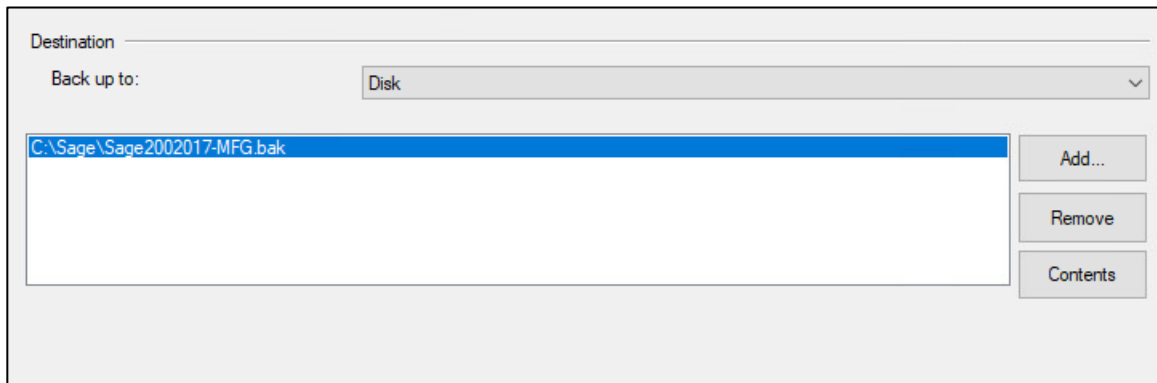 Destination
Back up to: Disk
C:\Sage\Sage2002017-MFG.bak
Add...
Remove
Contents